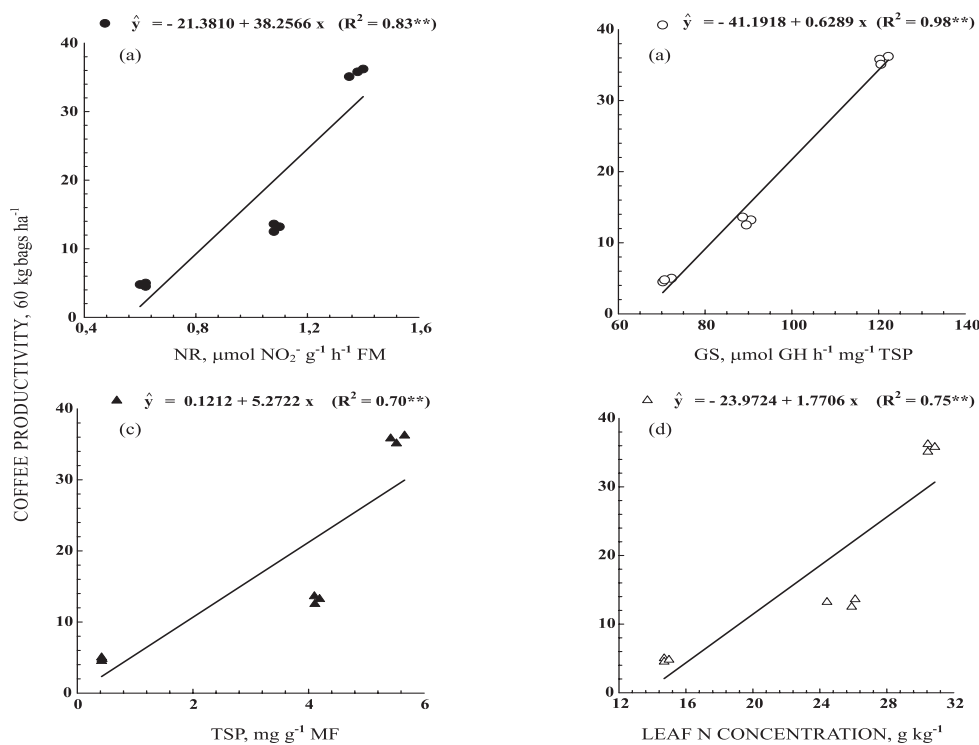 ŷ = - 21.3810 + 38.2566 x (R² = 0.83**)
(a)
40
30
20
10
0
0,4 0,8 1,2 1,6
NR, μmol NO₂⁻ g⁻¹ h⁻¹ FM
ŷ = - 41.1918 + 0.6289 x (R² = 0.98**)
(a)
40
30
20
10
0
60 80 100 120 140
GS, μmol GH h⁻¹ mg⁻¹ TSP
COFFEE PRODUCTIVITY, 60 kgbags ha⁻¹
ŷ = 0.1212 + 5.2722 x (R² = 0.70**)
(c)
40
30
20
10
0
0 2 4 6
TSP, mg g⁻¹ MF
ŷ = - 23.9724 + 1.7706 x (R² = 0.75**)
(d)
40
30
20
10
0
12 16 20 24 28 32
LEAF N CONCENTRATION, g kg⁻¹